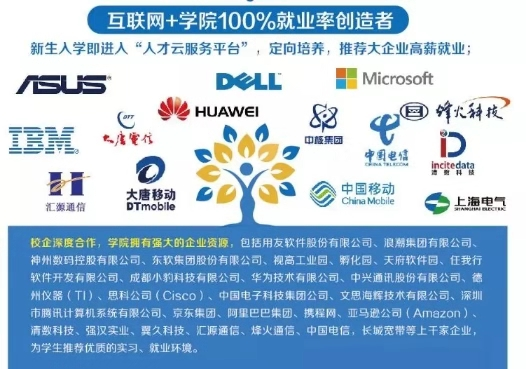 互联网+学院100%就业率创造者
新生入学即进入“人才云服务平台”，定向培养，推荐大企业高薪就业；
ASUS
DELL
Microsoft
HUAWEI
中核集团
中国电信
CHINA TELECOM
烽火科技
IBM
DTT
大唐电信
incitedata
清数科技
汇源通信
大唐移动
DTmobile
中国移动
China Mobile
上海电气
SHANGHAI ELECTRIC
校企深度合作，学院拥有强大的企业资源，包括用友软件股份有限公司、浪潮集团有限公司、
神州数码控股有限公司、东软集团股份有限公司、视高工业园、孵化园、天府软件园、任我行
软件开发有限公司、成都小豹科技有限公司、华为技术有限公司、中兴通讯股份有限公司、德
州仪器（TI）、思科公司（Cisco）、中国电子科技集团公司、文思海辉技术有限公司、深圳
市腾讯计算机系统有限公司、京东集团、阿里巴巴集团、携程网、亚马逊公司（Amazon）、
清数科技、强汉实业、冀久科技、汇源通信、烽火通信、中国电信，长城宽带等上千家企业，
为学生推荐优质的实习、就业环境。